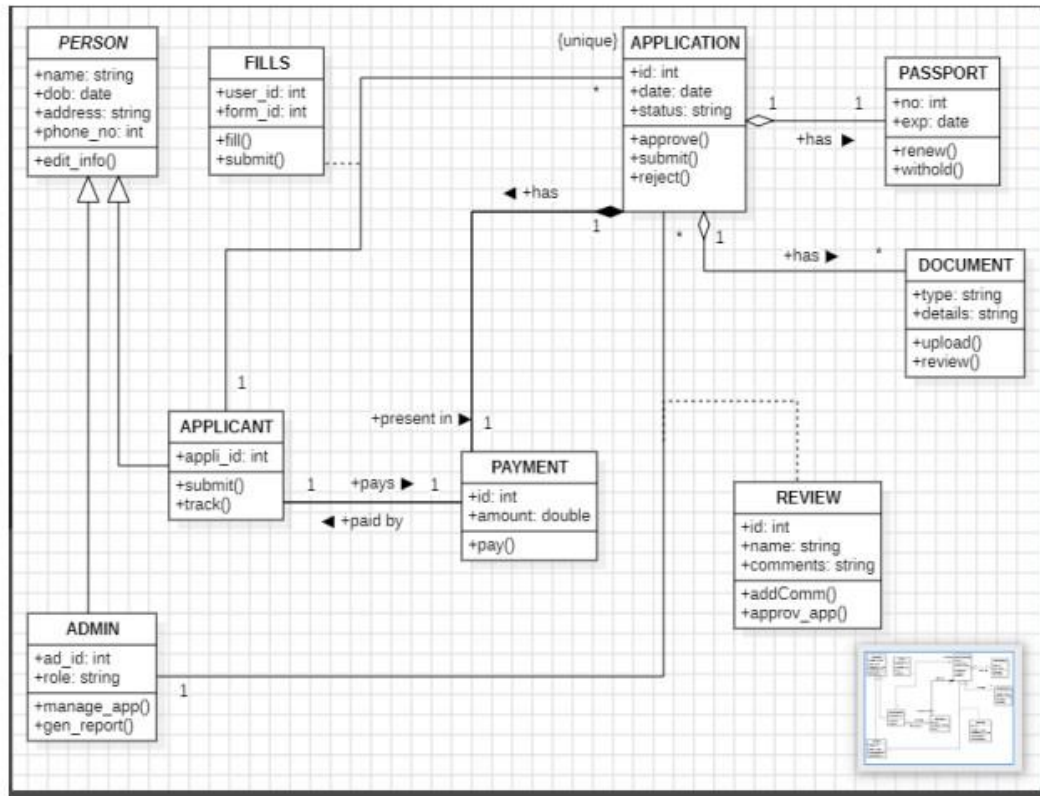 PERSON
+name: string
+dob: date
+address: string
+phone_no: int
+edit_info()
FILLS
+user_id: int
+form_id: int
+fill()
+submit()
{unique}
APPLICATION
+id: int
+date: date
+status: string
+approve()
+submit()
+reject()
*
1
1
+has ▶
PASSPORT
+no: int
+exp: date
+renew()
+withold()
◀ +has
1
*
1
+has ▶
*
DOCUMENT
+type: string
+details: string
+upload()
+review()
1
APPLICANT
+appli_id: int
+submit()
+track()
+present in ▶
1
1
+pays ▶
1
◀ +paid by
PAYMENT
+id: int
+amount: double
+pay()
REVIEW
+id: int
+name: string
+comments: string
+addComm()
+approv_app()
ADMIN
+ad_id: int
+role: string
+manage_app()
+gen_report()
1